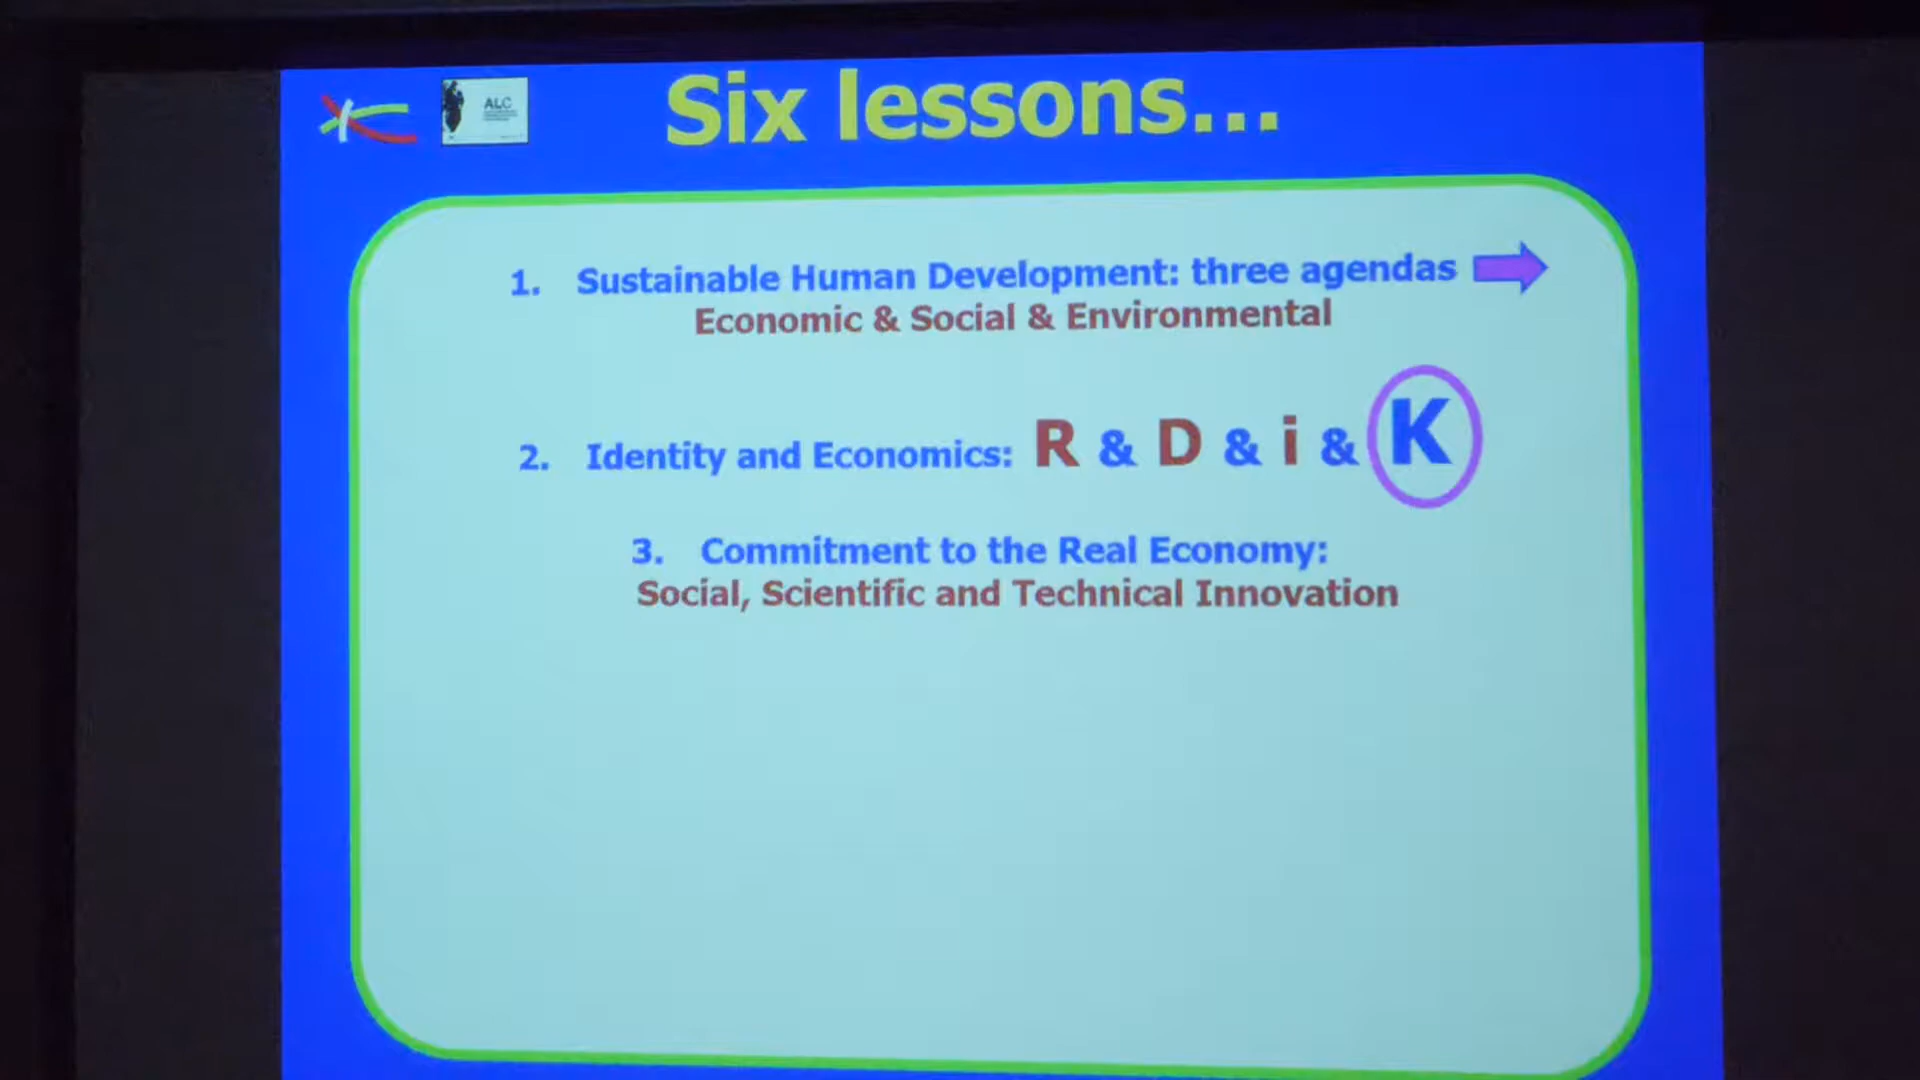 ALC
Six lessons...
1. Sustainable Human Development: three agendas
Economic & Social & Environmental
2. Identity and Economics: R & D & i & K
3. Commitment to the Real Economy:
Social, Scientific and Technical Innovation